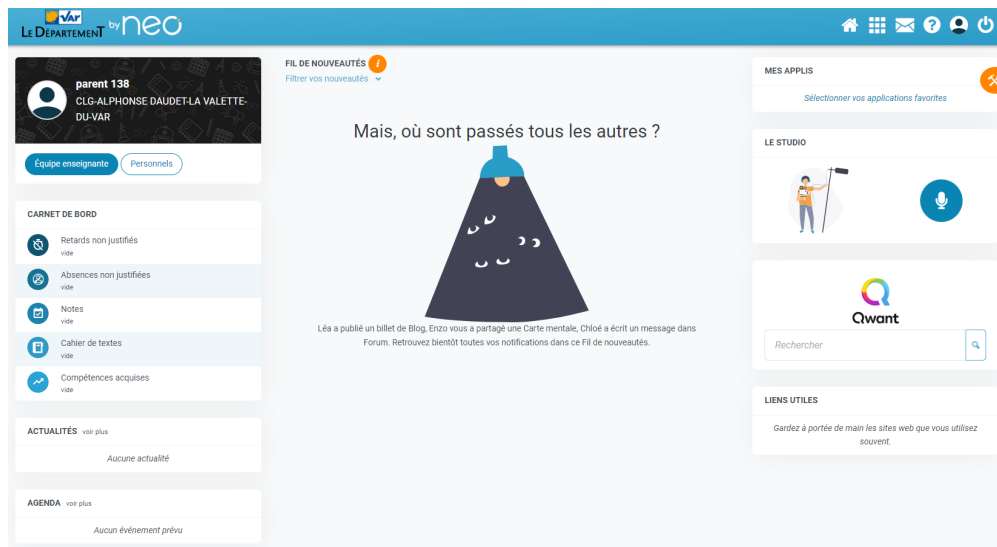 VAR
LE DÉPARTEMENT by neo
parent 138
CLG-ALPHONSE DAUDET-LA VALETTE-
DU-VAR
Équipe enseignante Personnels
CARNET DE BORD
Retards non justifiés
vide
Absences non justifiées
vide
Notes
vide
Cahier de textes
vide
Compétences acquises
vide
ACTUALITÉS voir plus
Aucune actualité
AGENDA voir plus
Aucun événement prévu
FIL DE NOUVEAUTÉS i
Filtrer vos nouveautés
Mais, où sont passés tous les autres ?
Léa a publié un billet de Blog, Enzo vous a partagé une Carte mentale, Chloé a écrit un message dans
Forum. Retrouvez bientôt toutes vos notifications dans ce Fil de nouveautés.
MES APPLIS
Sélectionner vos applications favorites
LE STUDIO
Qwant
Rechercher
LIENS UTILES
Gardez à portée de main les sites web que vous utilisez
souvent.